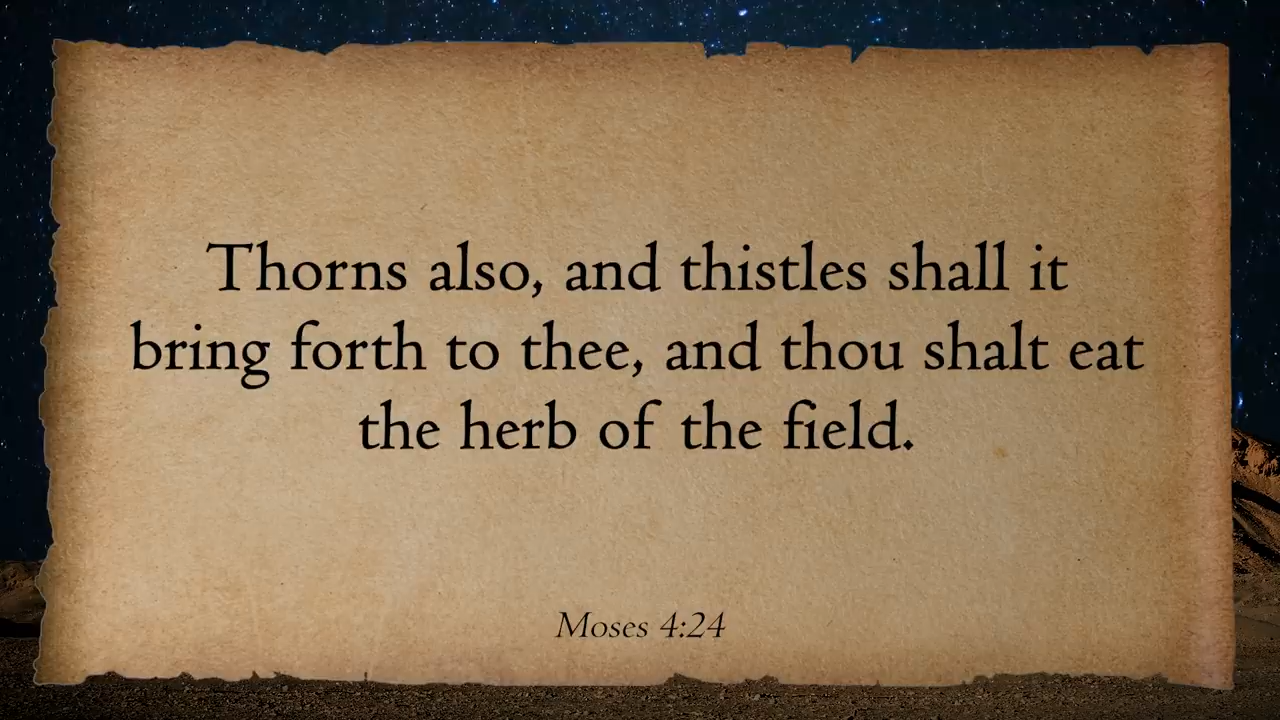 Thorns also, and thistles shall it
bring forth to thee, and thou shalt eat
the herb of the field.
Moses 4:24